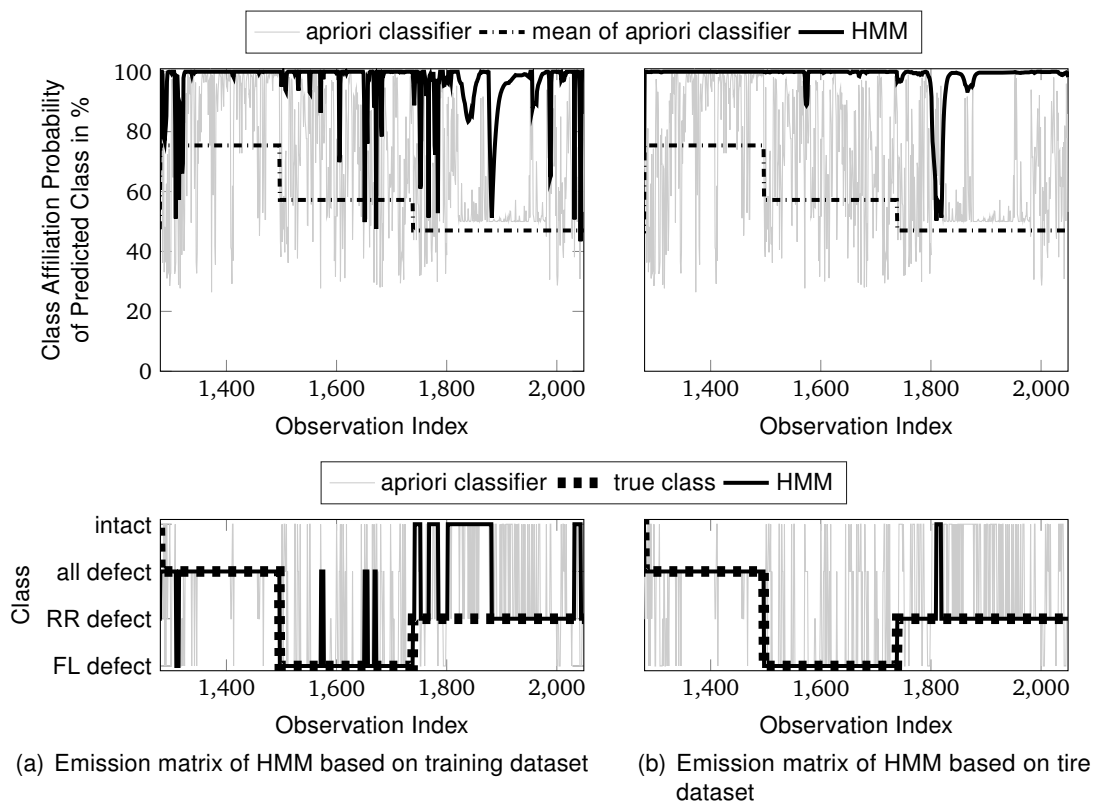 apriori classifier mean of apriori classifier HMM
Class Affiliation Probability
of Predicted Class in %
100
80
60
40
20
0
1,400 1,600 1,800 2,000
Observation Index
1,400 1,600 1,800 2,000
Observation Index
apriori classifier true class HMM
Class
intact
all defect
RR defect
FL defect
1,400 1,600 1,800 2,000
Observation Index
1,400 1,600 1,800 2,000
Observation Index
(a) Emission matrix of HMM based on training dataset
(b) Emission matrix of HMM based on tire
dataset